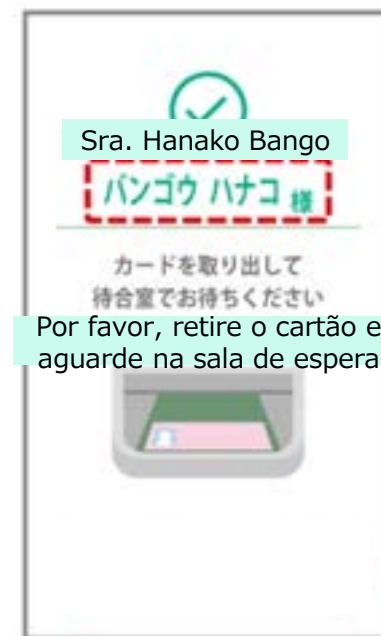 Sra. Hanako Bango
バンゴウ ハナコ 様
カードを取り出して
待合室でお待ちください
Por favor, retire o cartão e
aguarde na sala de espera